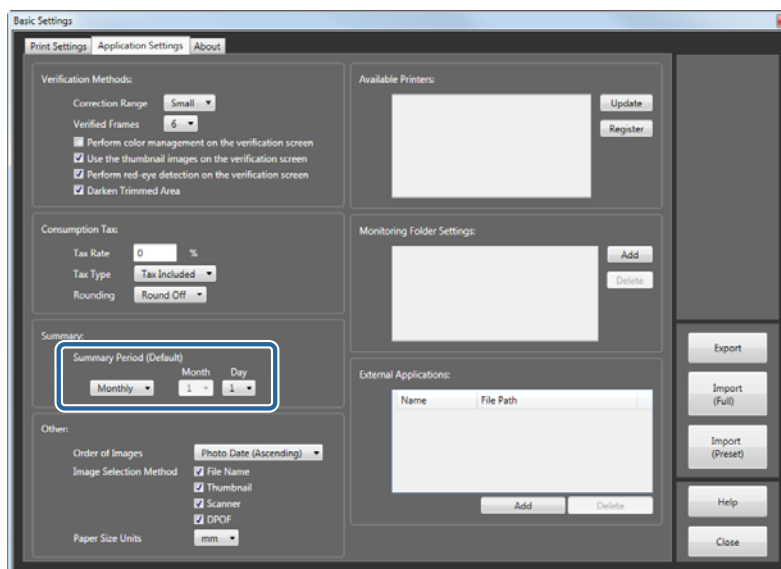 Basic Settings
Print Settings Application Settings About
Verification Methods:
Correction Range Small
Verified Frames 6
Perform color management on the verification screen
Use the thumbnail images on the verification screen
Perform red-eye detection on the verification screen
Darken Trimmed Area
Consumption Tax:
Tax Rate 0 %
Tax Type Tax Included
Rounding Round Off
Summary:
Summary Period (Default)
Month Day
Monthly 1 1
Other:
Order of Images Photo Date (Ascending)
Image Selection Method File Name
Thumbnail
Scanner
DPOF
Paper Size Units mm
Available Printers:
Update
Register
Monitoring Folder Settings:
Add
Delete
External Applications:
Name File Path
Add Delete
Export
Import
(Full)
Import
(Preset)
Help
Close